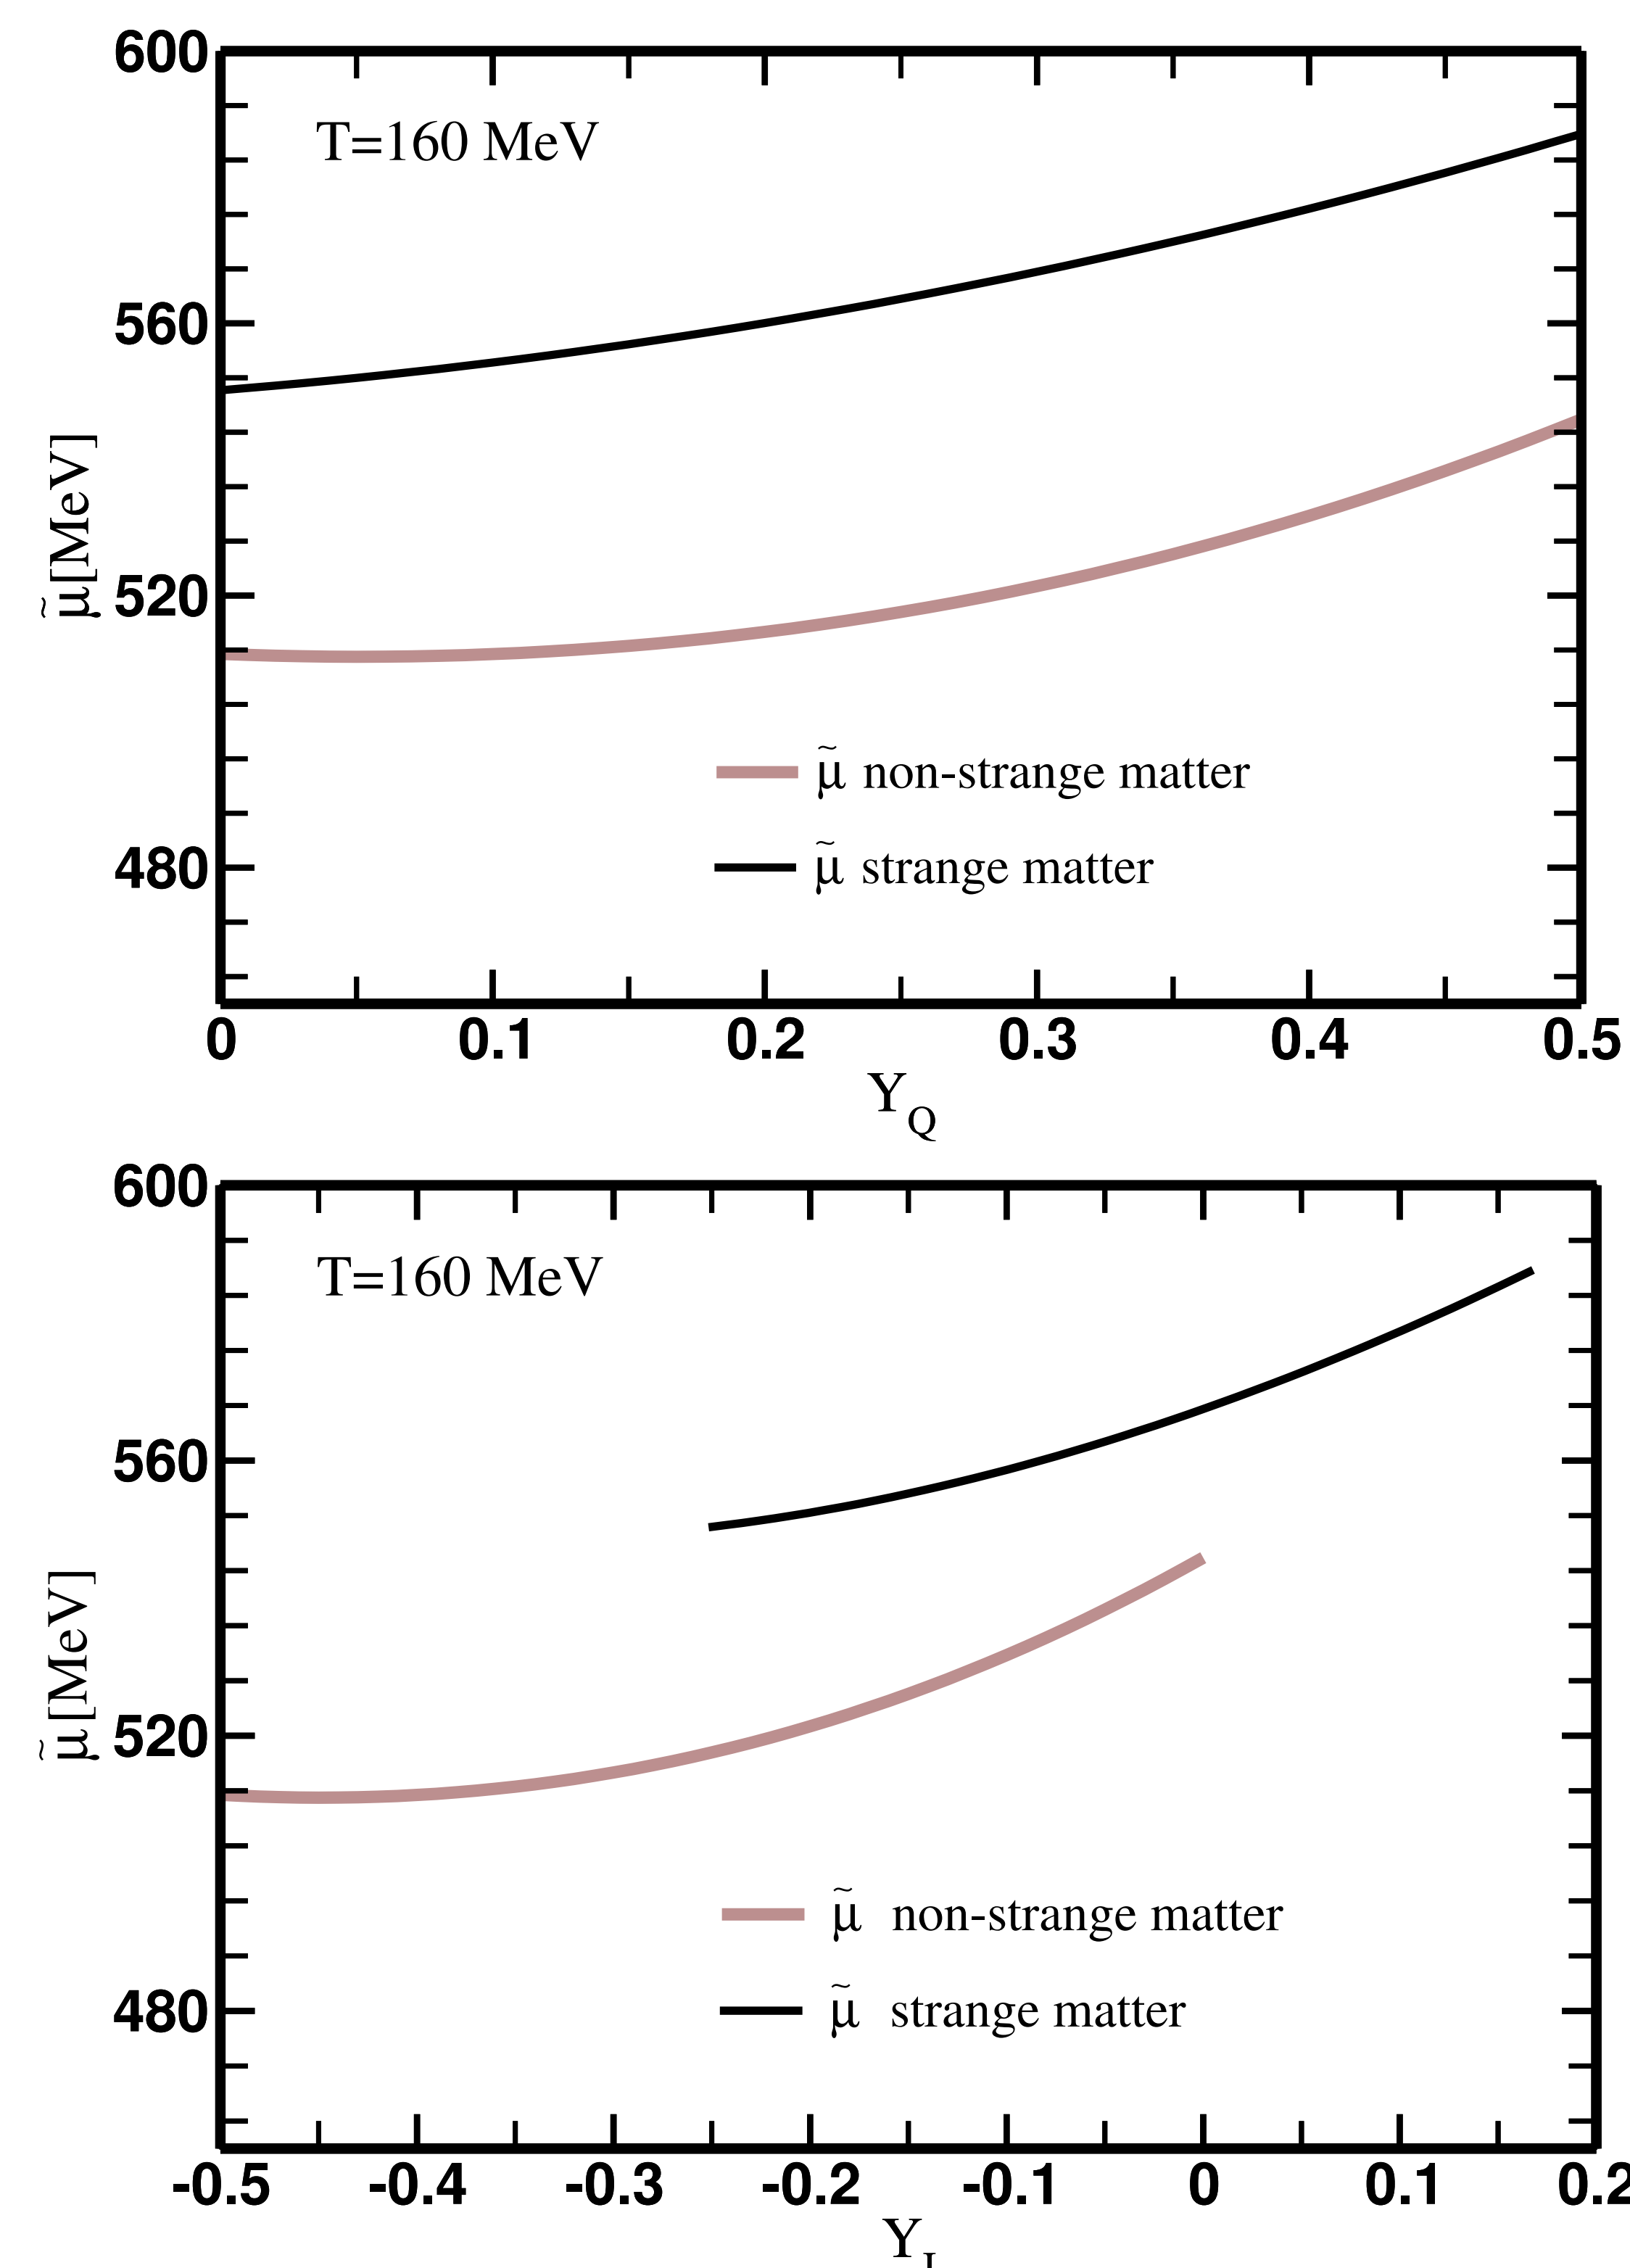 600
T=160 MeV
560
μ̃[MeV]
520
μ̃ non-strange matter
480
μ̃ strange matter
0 0.1 0.2 0.3 0.4 0.5
Y_Q
600
T=160 MeV
560
μ̃[MeV]
520
μ̃ non-strange matter
480
μ̃ strange matter
-0.5 -0.4 -0.3 -0.2 -0.1 0 0.1 0.2
Y_I